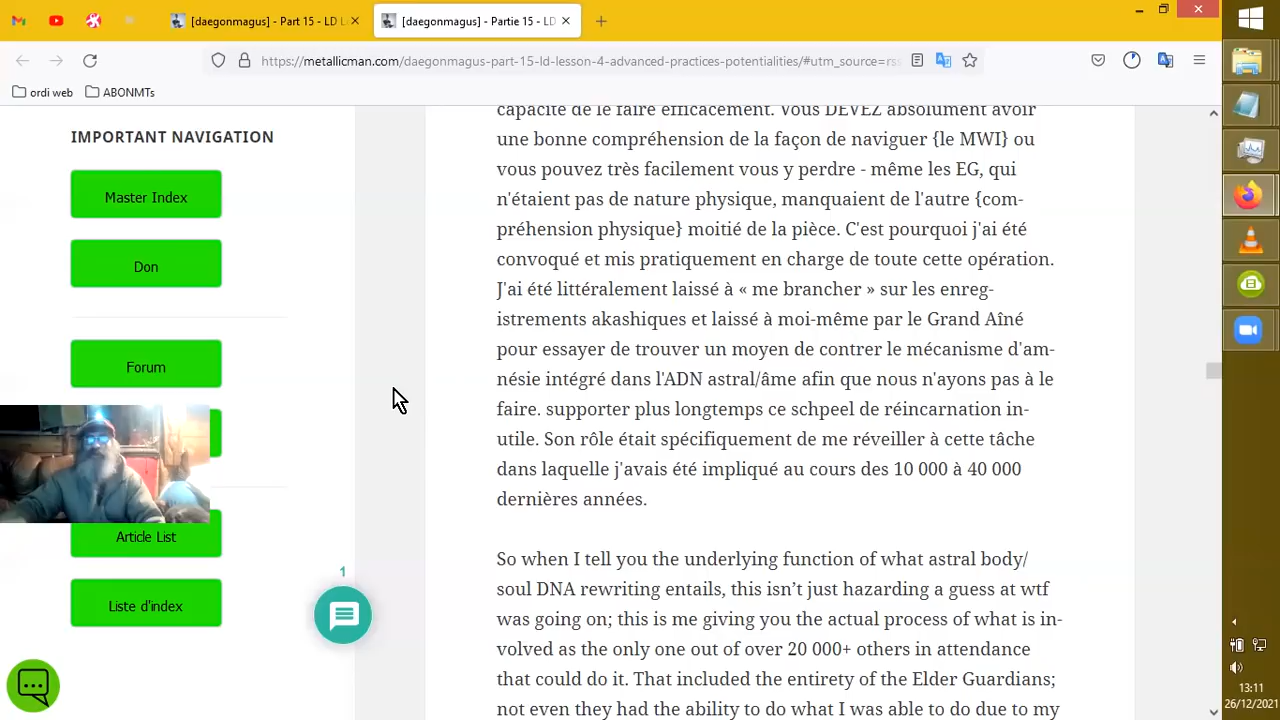 [daegonmagus] - Part 15 - LD L
[daegonmagus] - Partie 15 - LD
https://metallicman.com/daegonmagus-part-15-ld-lesson-4-advanced-practices-potentialities/#utm_source=rss
ordi web
ABONMTs
IMPORTANT NAVIGATION
Master Index
Don
Forum
Article List
Liste d'index
1
capacité de le faire efficacement. Vous DEVEZ absolument avoir
une bonne compréhension de la façon de naviguer {le MWI} ou
vous pouvez très facilement vous y perdre - même les EG, qui
n'étaient pas de nature physique, manquaient de l'autre {com-
préhension physique} moitié de la pièce. C'est pourquoi j'ai été
convoqué et mis pratiquement en charge de toute cette opération.
J'ai été littéralement laissé à « me brancher » sur les enreg-
istrements akashiques et laissé à moi-même par le Grand Aîné
pour essayer de trouver un moyen de contrer le mécanisme d'am-
nésie intégré dans l'ADN astral/âme afin que nous n'ayons pas à le
faire. supporter plus longtemps ce schpeel de réincarnation in-
utile. Son rôle était spécifiquement de me réveiller à cette tâche
dans laquelle j'avais été impliqué au cours des 10 000 à 40 000
dernières années.
So when I tell you the underlying function of what astral body/
soul DNA rewriting entails, this isn't just hazarding a guess at wtf
was going on; this is me giving you the actual process of what is in-
volved as the only one out of over 20 000+ others in attendance
that could do it. That included the entirety of the Elder Guardians;
not even they had the ability to do what I was able to do due to my
13:11
26/12/2021